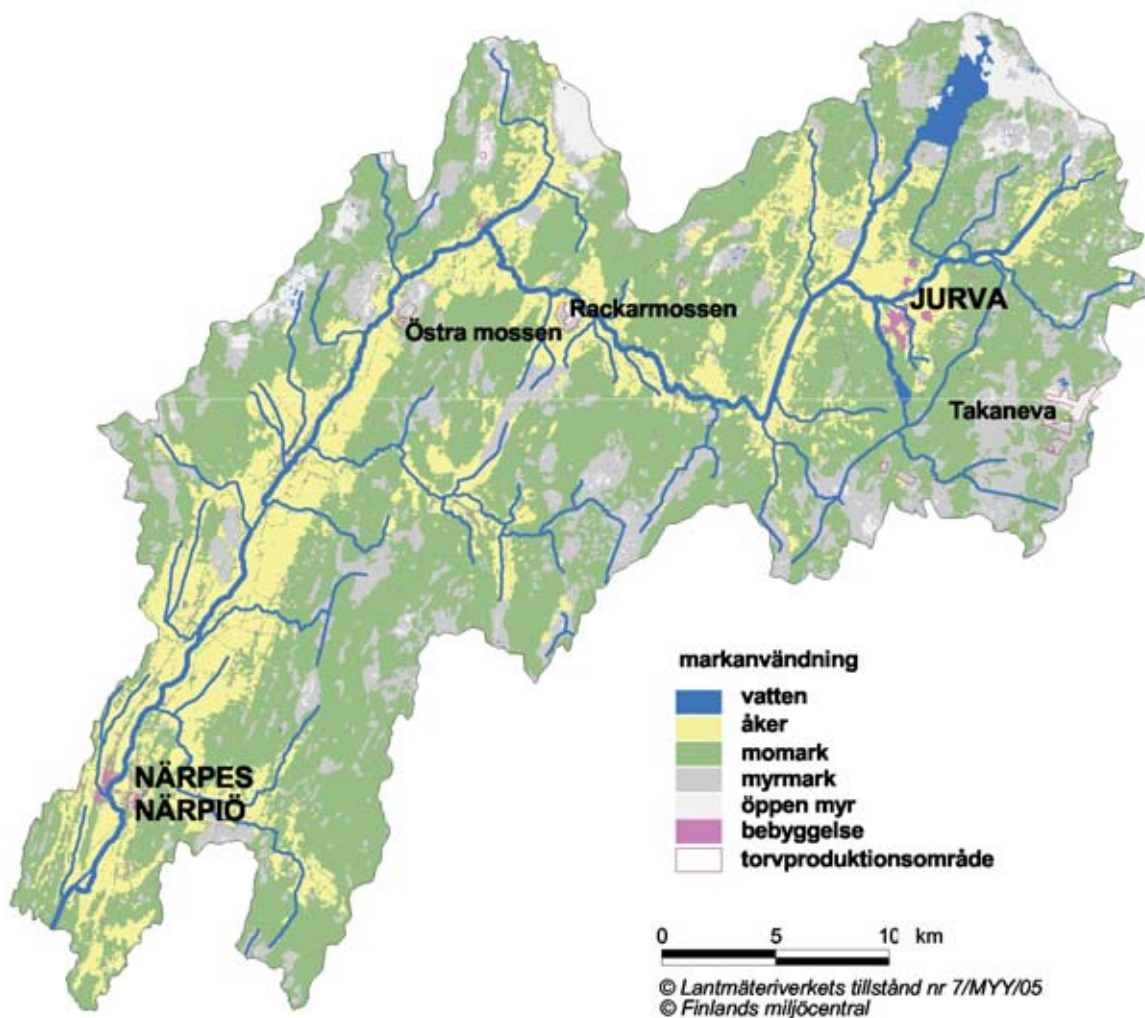 JURVA
Rackarmossen
Östra mossen
Takaneva
NÄRPES
NÄRPIÖ
markanvändning
vatten
åker
momark
myrmark
öppen myr
bebyggelse
torvproduktionsområde
0 5 10 km
© Lantmäteriverkets tillstånd nr 7/MYY/05
© Finlands miljöcentral